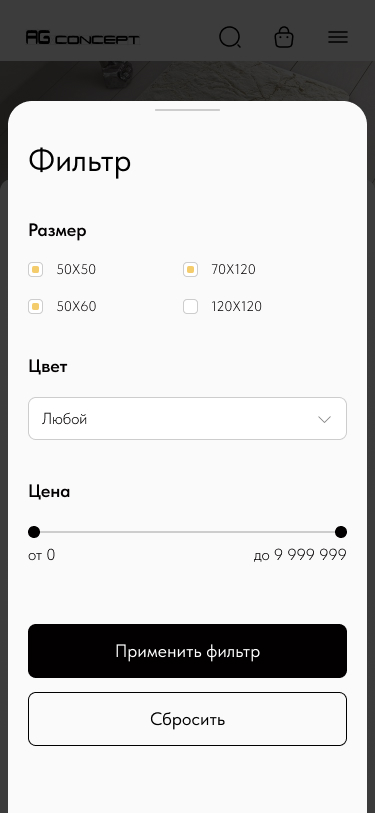 AG CONCEPT
Фильтр
Размер
50X50
70X120
50X60
120X120
Цвет
Любой
Цена
от 0
до 9 999 999
Применить фильтр
Сбросить